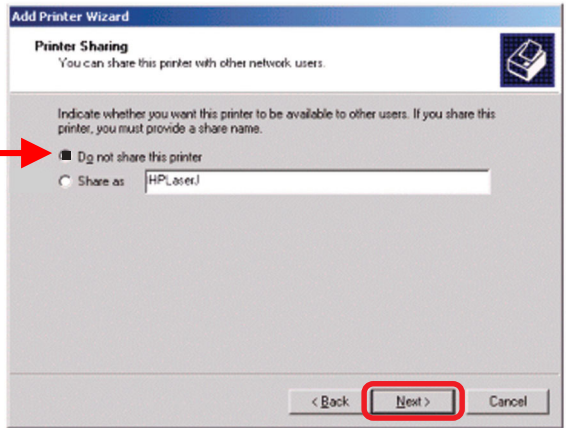 Add Printer Wizard
Printer Sharing
You can share this printer with other network users.
Indicate whether you want this printer to be available to other users. If you share this
printer, you must provide a share name.
Do not share this printer
Share as HPLaserJ
< Back Next > Cancel